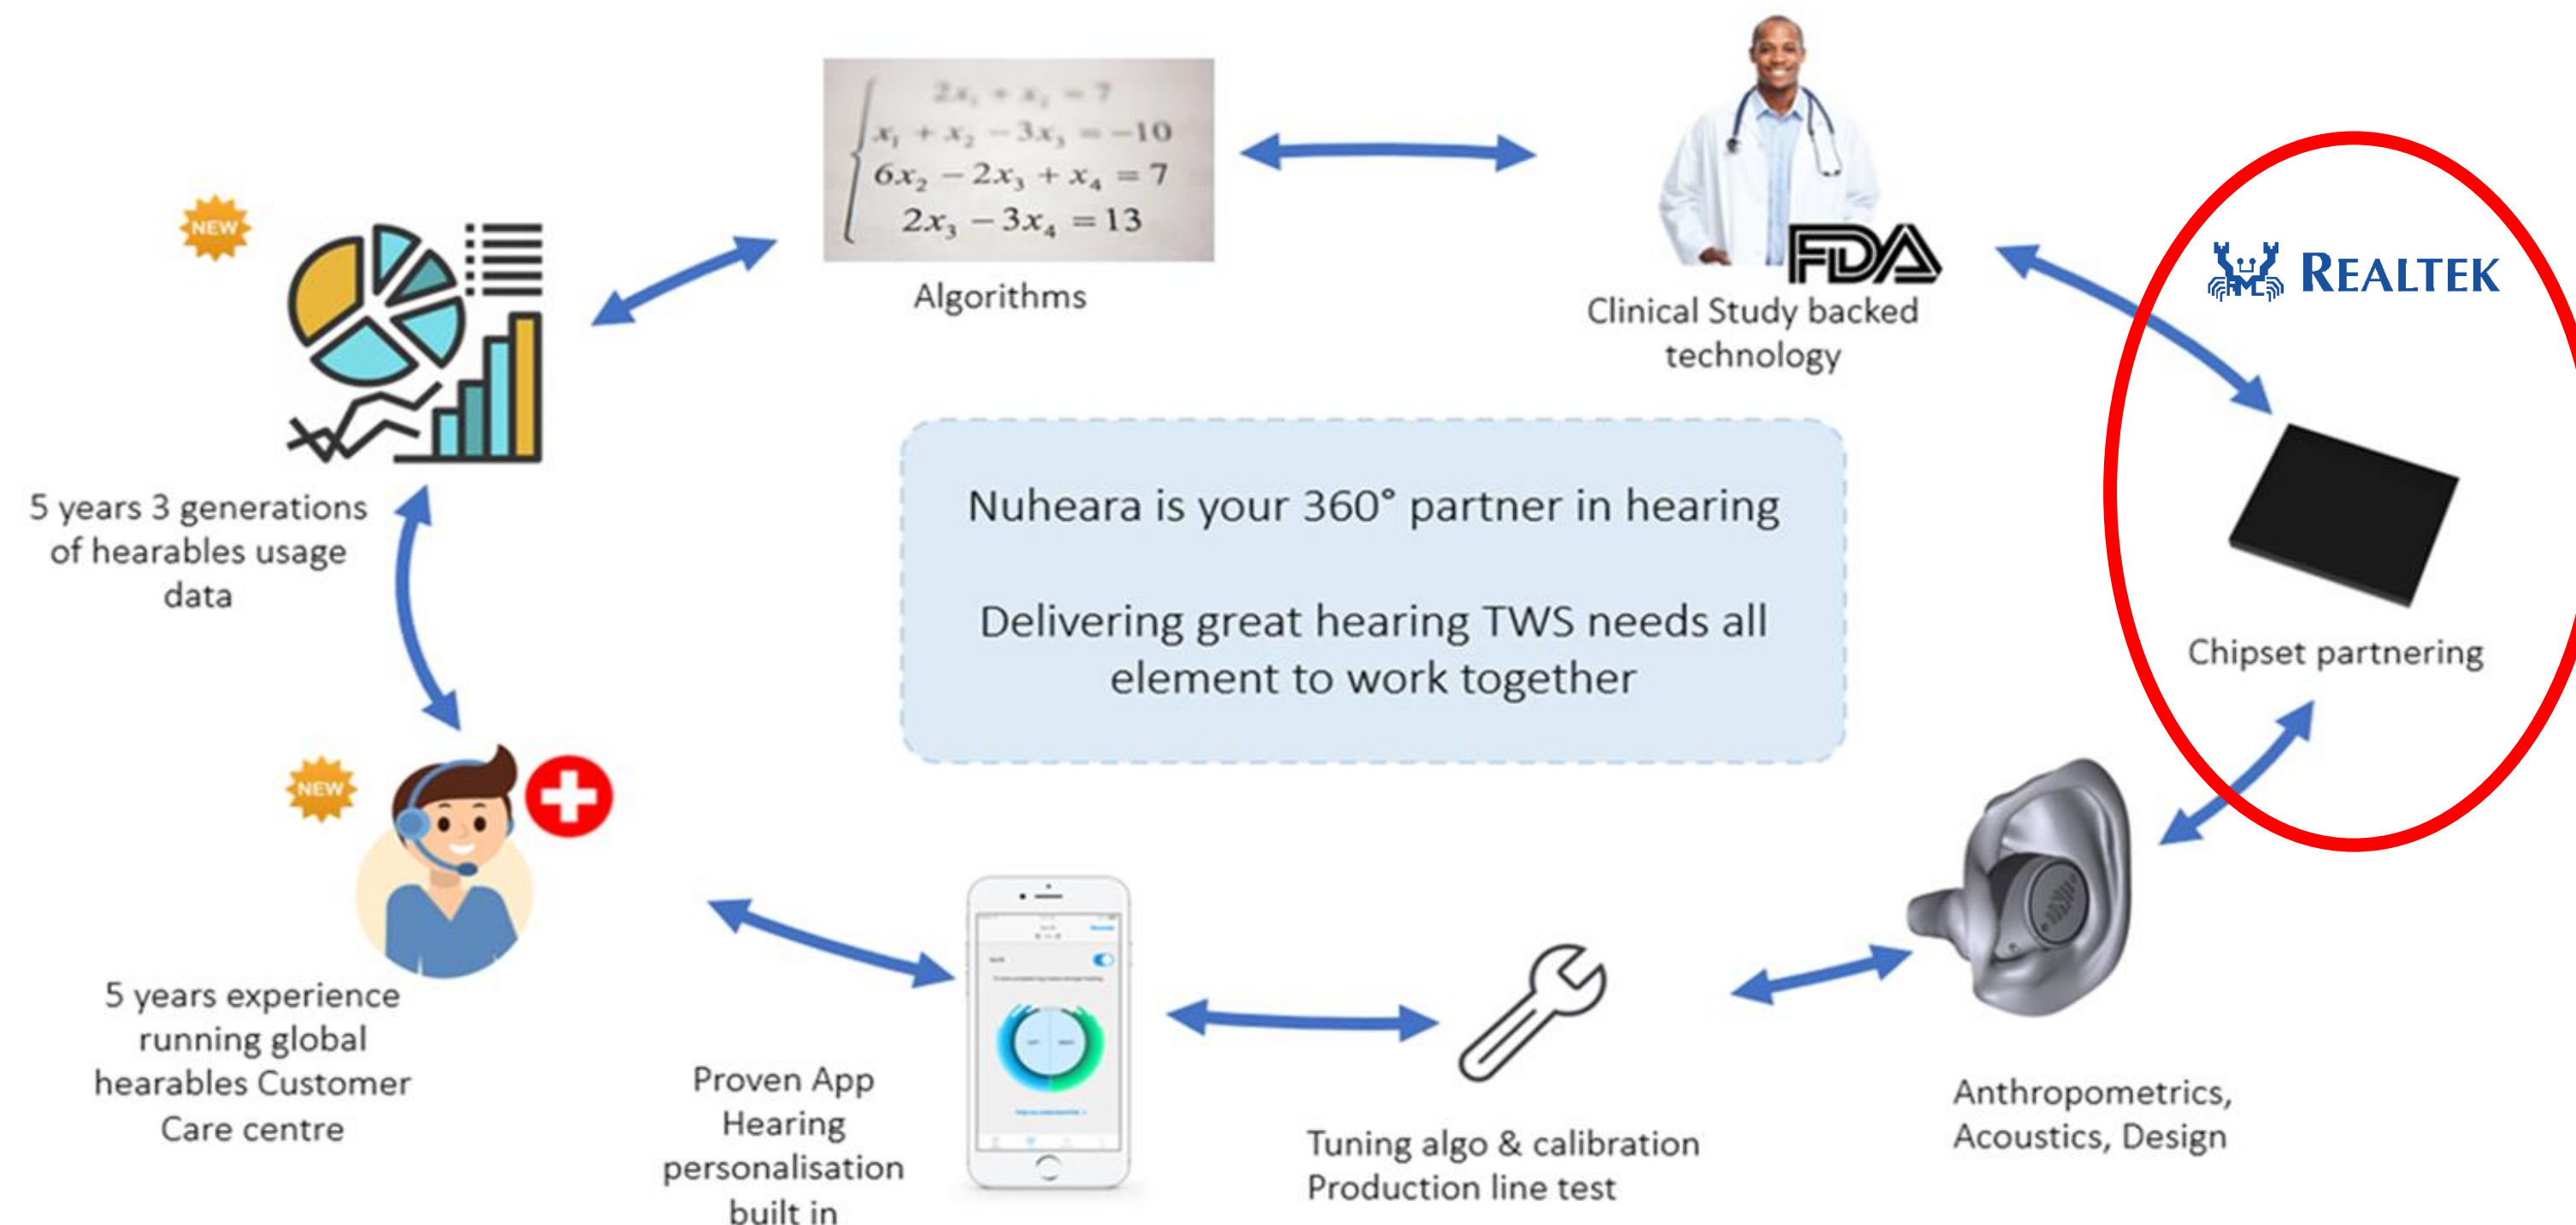 2x₁ + x₂ = 7
x₁ + x₂ − 3x₃ = −10
6x₂ − 2x₃ + x₄ = 7
2x₃ − 3x₄ = 13
Algorithms
FDA
Clinical Study backed
technology
REALTEK
Chipset partnering
NEW
5 years 3 generations
of hearables usage
data
Nuheara is your 360° partner in hearing
Delivering great hearing TWS needs all
element to work together
NEW
5 years experience
running global
hearables Customer
Care centre
Proven App
Hearing
personalisation
built in
Tuning algo & calibration
Production line test
Anthropometrics,
Acoustics, Design